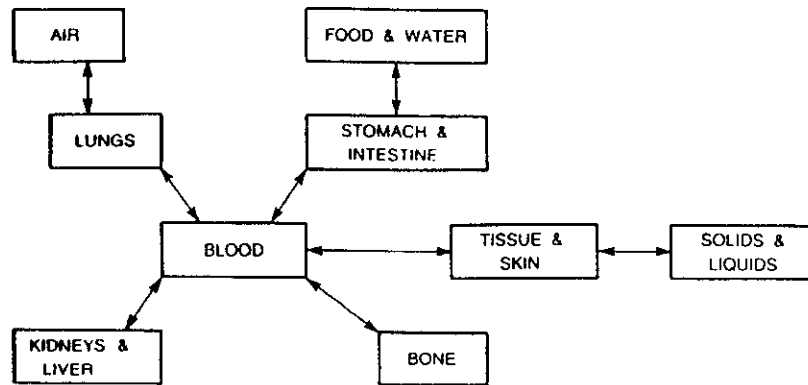 AIR
FOOD & WATER
LUNGS
STOMACH &
INTESTINE
BLOOD
TISSUE &
SKIN
SOLIDS &
LIQUIDS
KIDNEYS &
LIVER
BONE